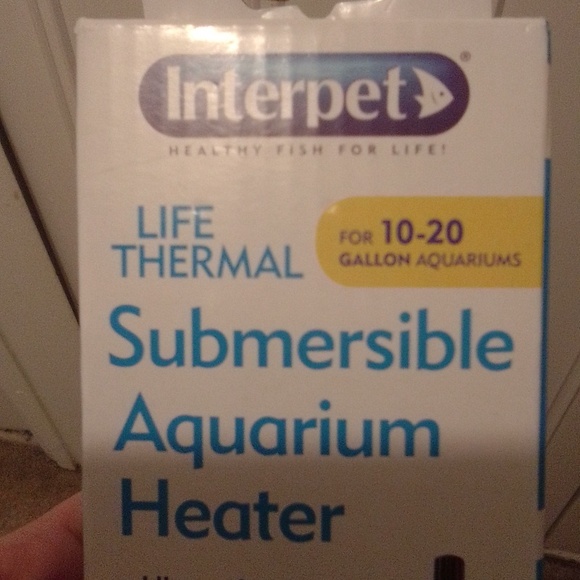 Interpet®
HEALTHY FISH FOR LIFE!
LIFE
THERMAL
FOR 10-20
GALLON AQUARIUMS
Submersible
Aquarium
Heater